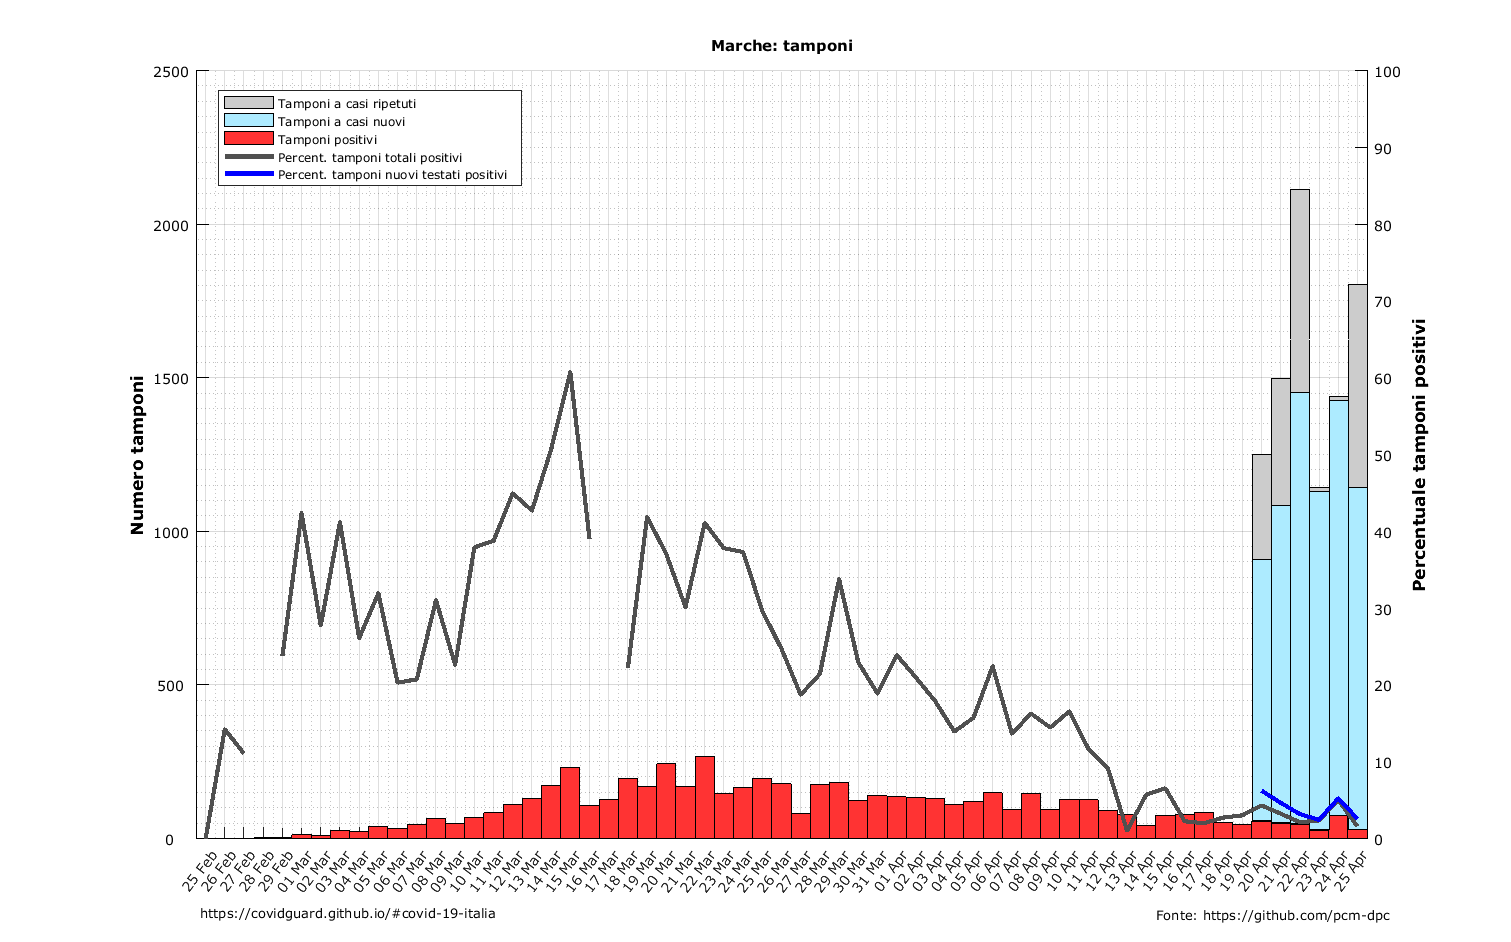 Marche: tamponi
Tamponi a casi ripetuti
Tamponi a casi nuovi
Tamponi positivi
Percent. tamponi totali positivi
Percent. tamponi nuovi testati positivi
Numero tamponi
2500
2000
1500
1000
500
0
Percentuale tamponi positivi
100
90
80
70
60
50
40
30
20
10
0
25 Feb
26 Feb
27 Feb
28 Feb
29 Feb
01 Mar
02 Mar
03 Mar
04 Mar
05 Mar
06 Mar
07 Mar
08 Mar
09 Mar
10 Mar
11 Mar
12 Mar
13 Mar
14 Mar
15 Mar
16 Mar
17 Mar
18 Mar
19 Mar
20 Mar
21 Mar
22 Mar
23 Mar
24 Mar
25 Mar
26 Mar
27 Mar
28 Mar
29 Mar
30 Mar
31 Mar
01 Apr
02 Apr
03 Apr
04 Apr
05 Apr
06 Apr
07 Apr
08 Apr
09 Apr
10 Apr
11 Apr
12 Apr
13 Apr
14 Apr
15 Apr
16 Apr
17 Apr
18 Apr
19 Apr
20 Apr
21 Apr
22 Apr
23 Apr
24 Apr
25 Apr
https://covidguard.github.io/#covid-19-italia
Fonte: https://github.com/pcm-dpc